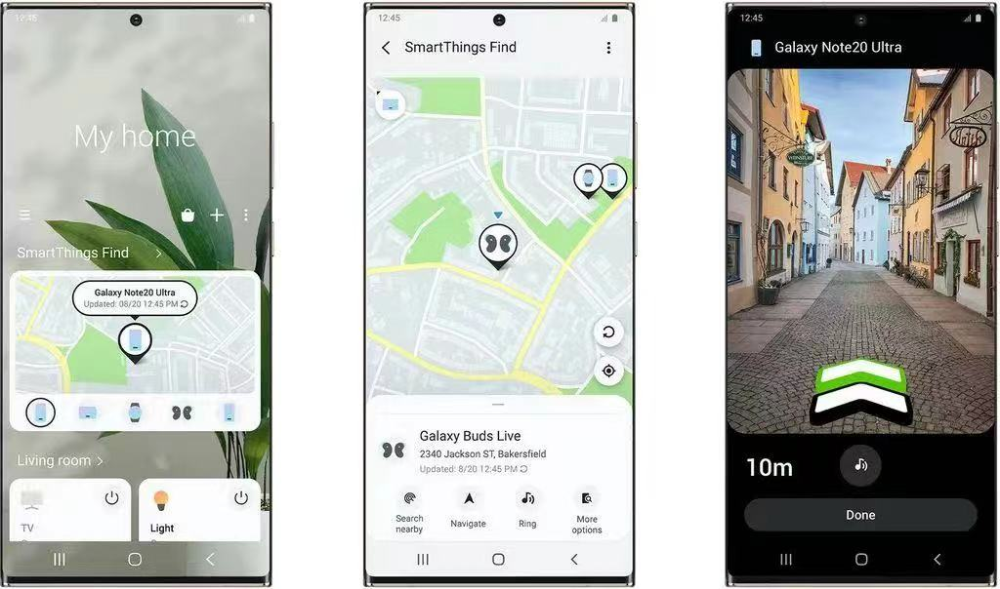 12:45
My home
SmartThings Find
Galaxy Note20 Ultra
Updated: 08/20 12:45 PM
Living room
TV
Light
12:45
SmartThings Find
Galaxy Buds Live
2340 Jackson ST, Bakersfield
Updated: 8/20 12:45 PM
Search nearby
Navigate
Ring
More options
12:45
Galaxy Note20 Ultra
WEINSTUBE
10m
Done